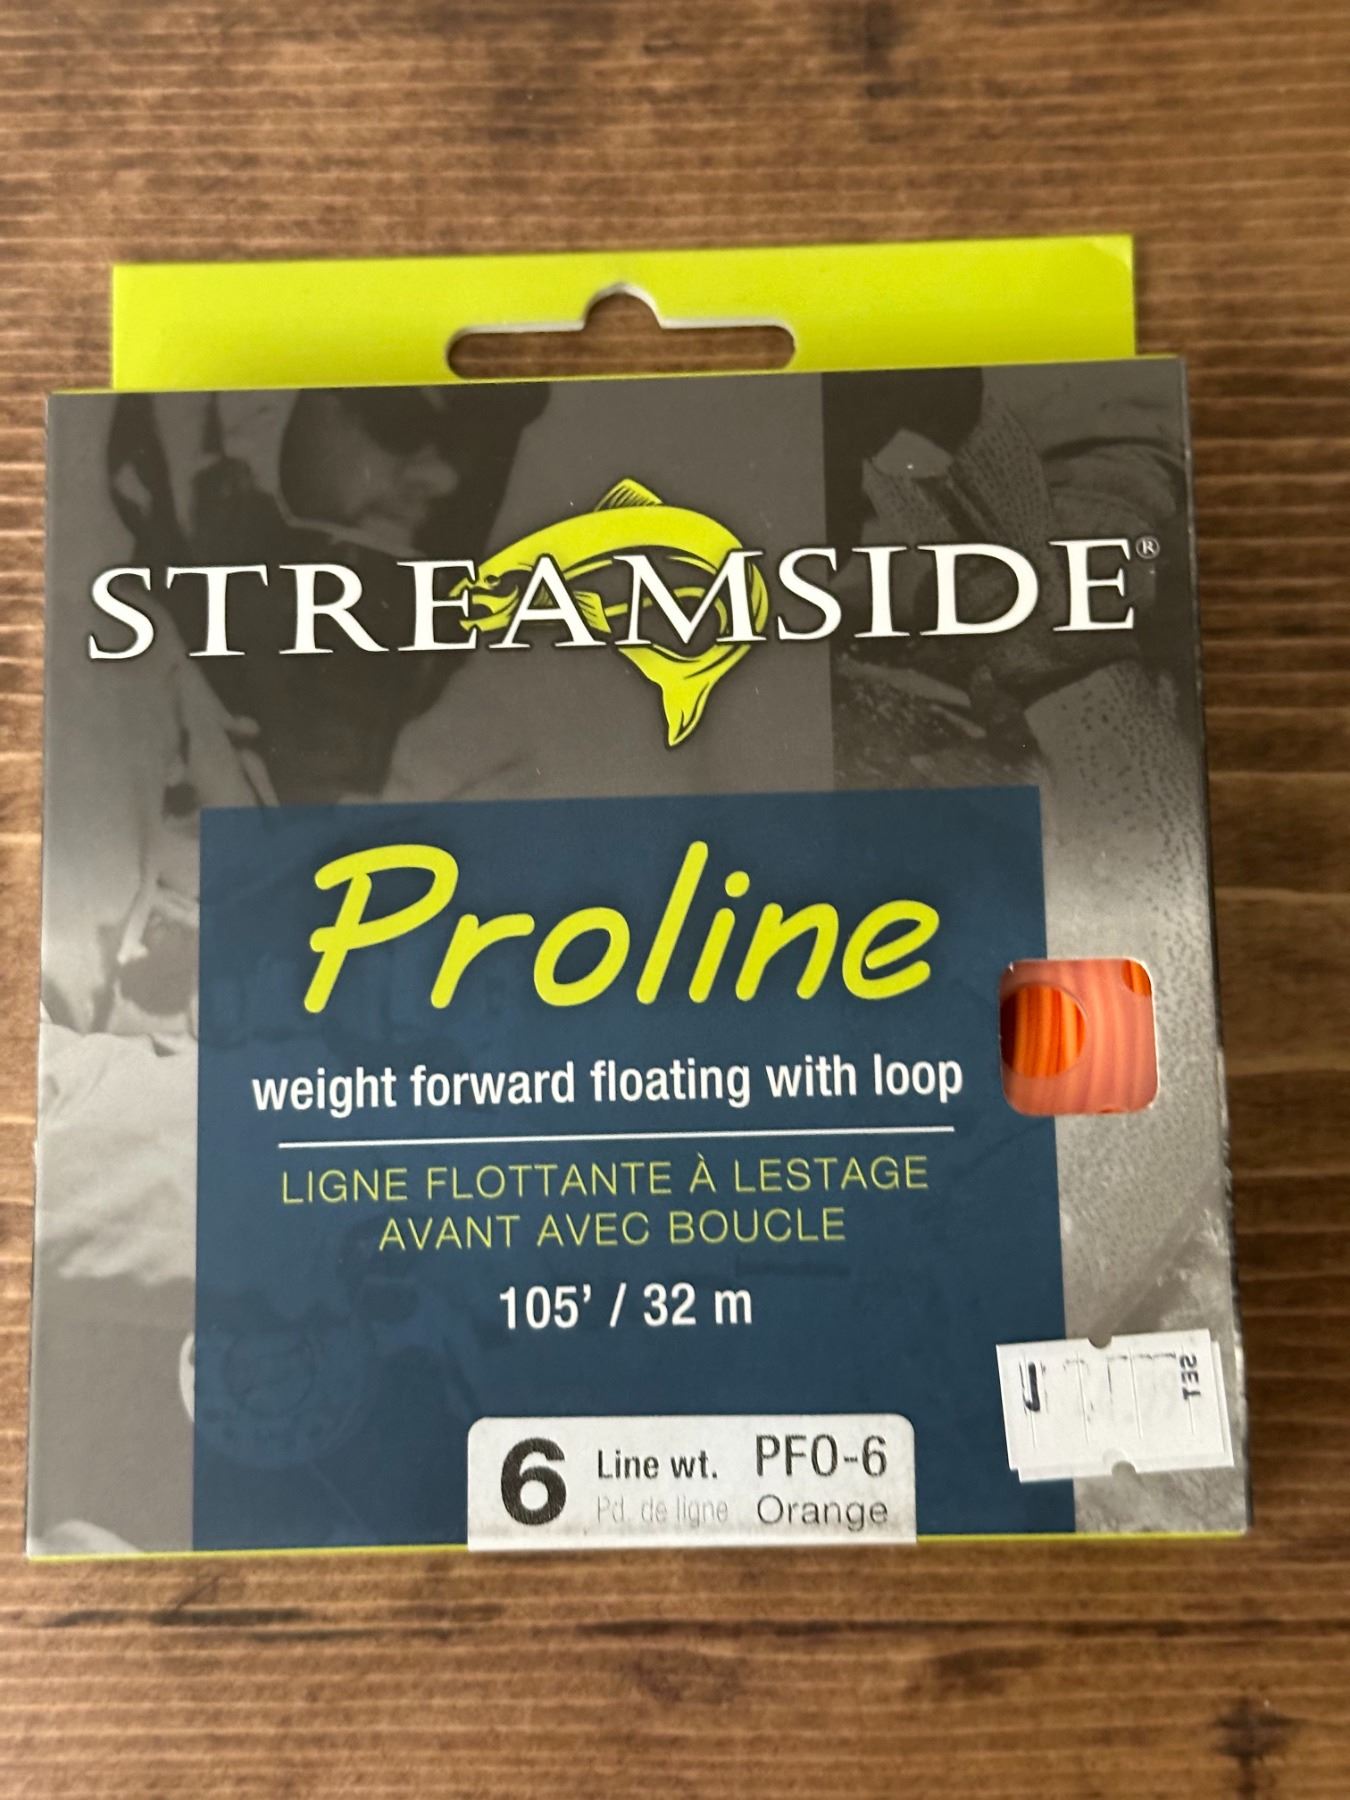 STREAMSIDE®
Proline
weight forward floating with loop
LIGNE FLOTTANTE À LESTAGE
AVANT AVEC BOUCLE
105' / 32 m
6 Line wt. PFO-6
Pd. de ligne Orange